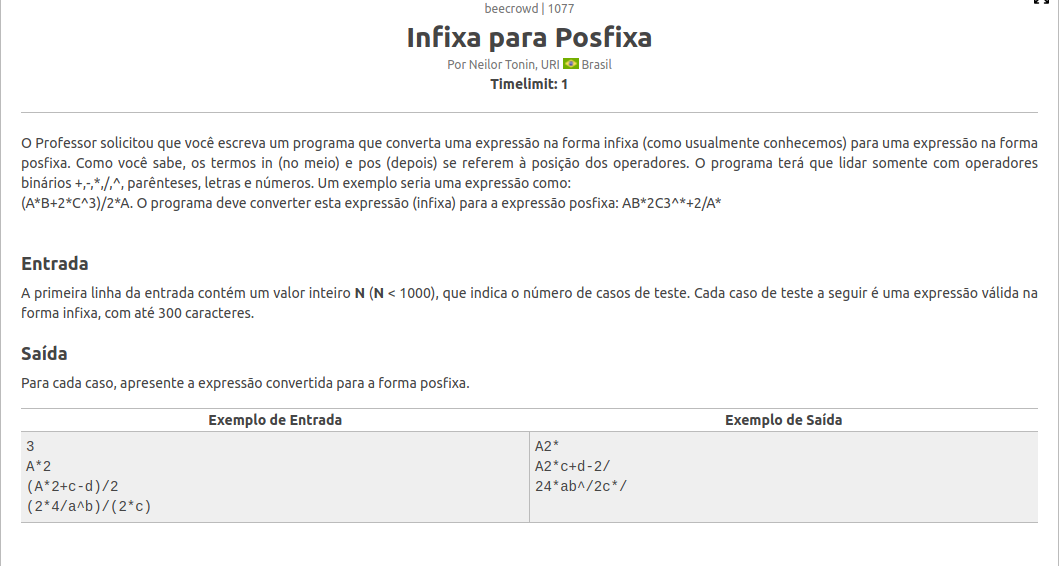 beecrowd | 1077
Infixa para Posfixa
Por Neilor Tonin, URI Brasil
Timelimit: 1
O Professor solicitou que você escreva um programa que converta uma expressão na forma infixa (como usualmente conhecemos) para uma expressão na forma
posfixa. Como você sabe, os termos in (no meio) e pos (depois) se referem à posição dos operadores. O programa terá que lidar somente com operadores
binários +,-,*,/,^, parênteses, letras e números. Um exemplo seria uma expressão como:
(A*B+2*C^3)/2*A. O programa deve converter esta expressão (infixa) para a expressão posfixa: AB*2C3^*+2/A*
Entrada
A primeira linha da entrada contém um valor inteiro N (N < 1000), que indica o número de casos de teste. Cada caso de teste a seguir é uma expressão válida na
forma infixa, com até 300 caracteres.
Saída
Para cada caso, apresente a expressão convertida para a forma posfixa.
Exemplo de Entrada
3
A*2
(A*2+c-d)/2
(2*4/a^b)/(2*c)
Exemplo de Saída
A2*
A2*c+d-2/
24*ab^/2c*/